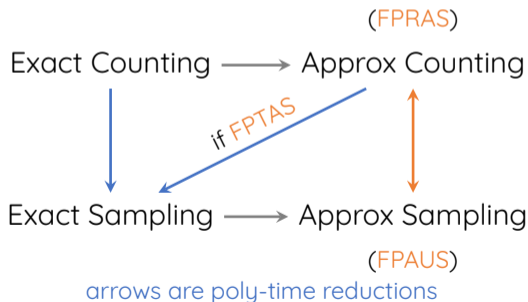 (FPRAS)
Exact Counting Approx Counting
if FPTAS
Exact Sampling Approx Sampling
(FPAUS)
arrows are poly-time reductions